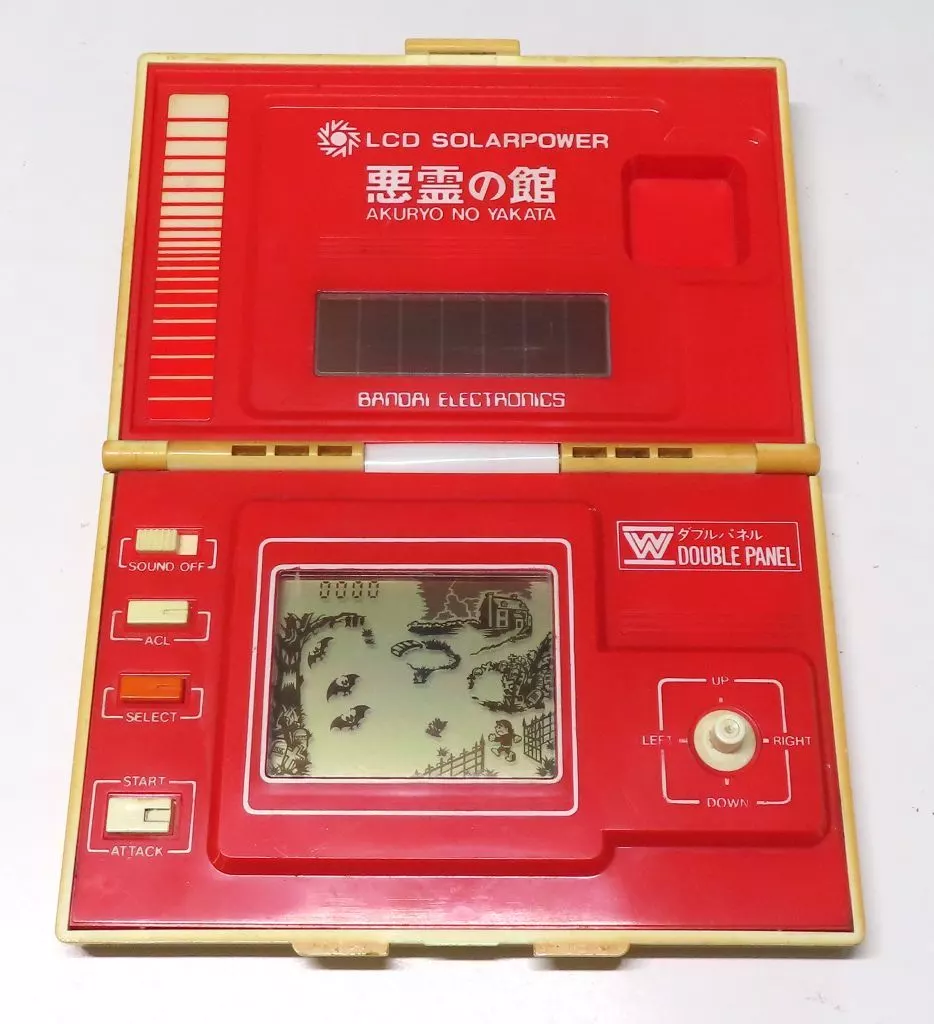 LCD SOLARPOWER
悪霊の館
AKURYO NO YAKATA
BANDAI ELECTRONICS
SOUND OFF
ACL
SELECT
START
ATTACK
0000
W ダブルパネル
DOUBLE PANEL
UP
LEFT
RIGHT
DOWN